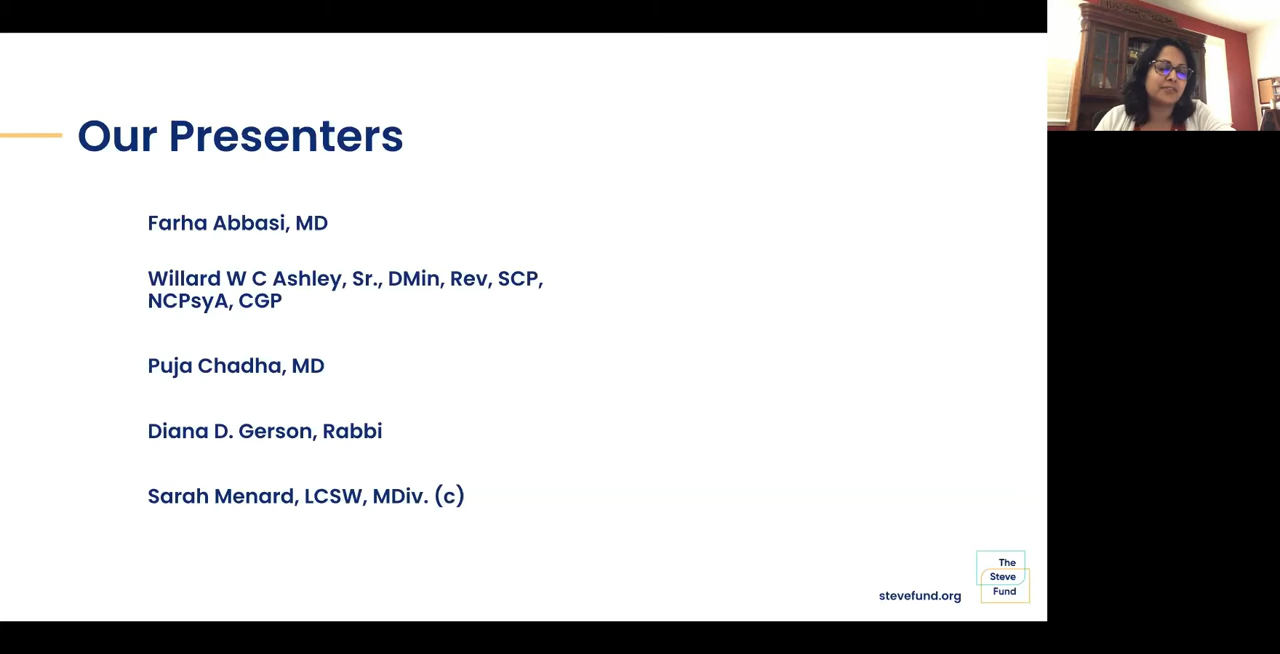 Our Presenters
Farha Abbasi, MD
Willard W C Ashley, Sr., DMin, Rev, SCP,
NCPsyA, CGP
Puja Chadha, MD
Diana D. Gerson, Rabbi
Sarah Menard, LCSW, MDiv. (c)
stevefund.org
The
Steve
Fund